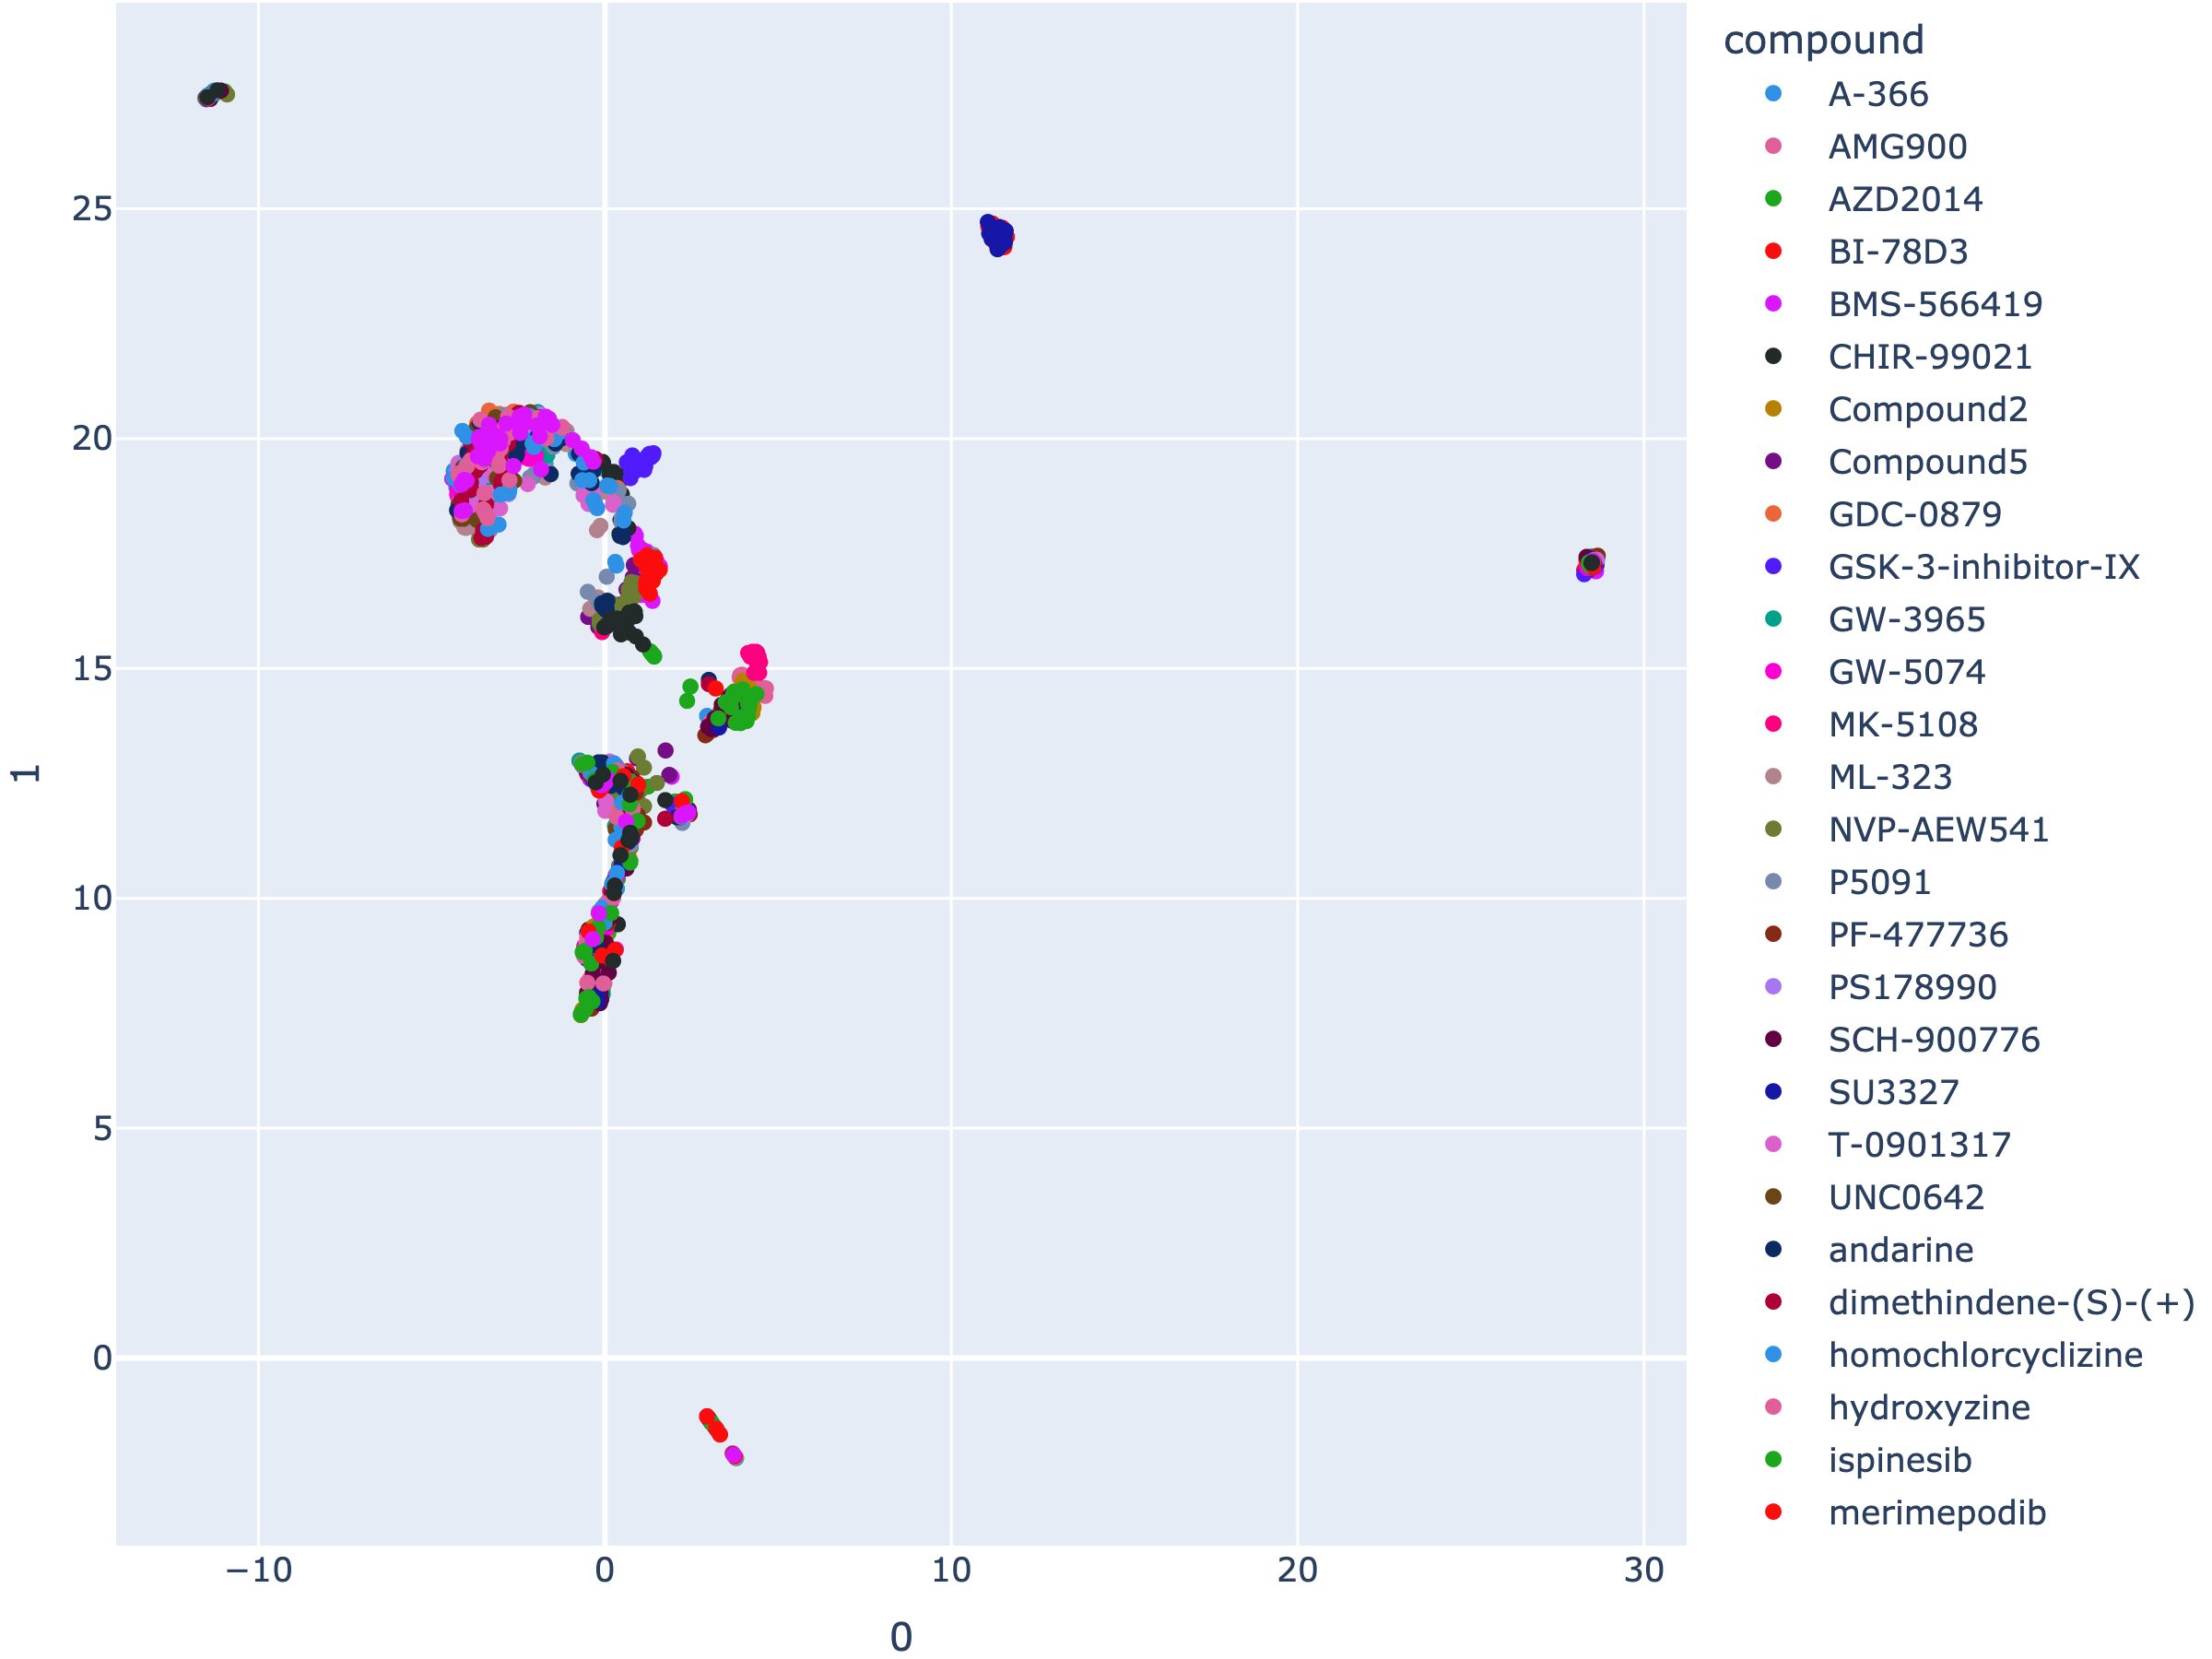 compound
A-366
AMG900
AZD2014
BI-78D3
BMS-566419
CHIR-99021
Compound2
Compound5
GDC-0879
GSK-3-inhibitor-IX
GW-3965
GW-5074
MK-5108
ML-323
NVP-AEW541
P5091
PF-477736
PS178990
SCH-900776
SU3327
T-0901317
UNC0642
andarine
dimethindene-(S)-(+)
homochlorcyclizine
hydroxyzine
ispinesib
merimepodib
25
20
15
10
5
0
1
−10 0 10 20 30
0